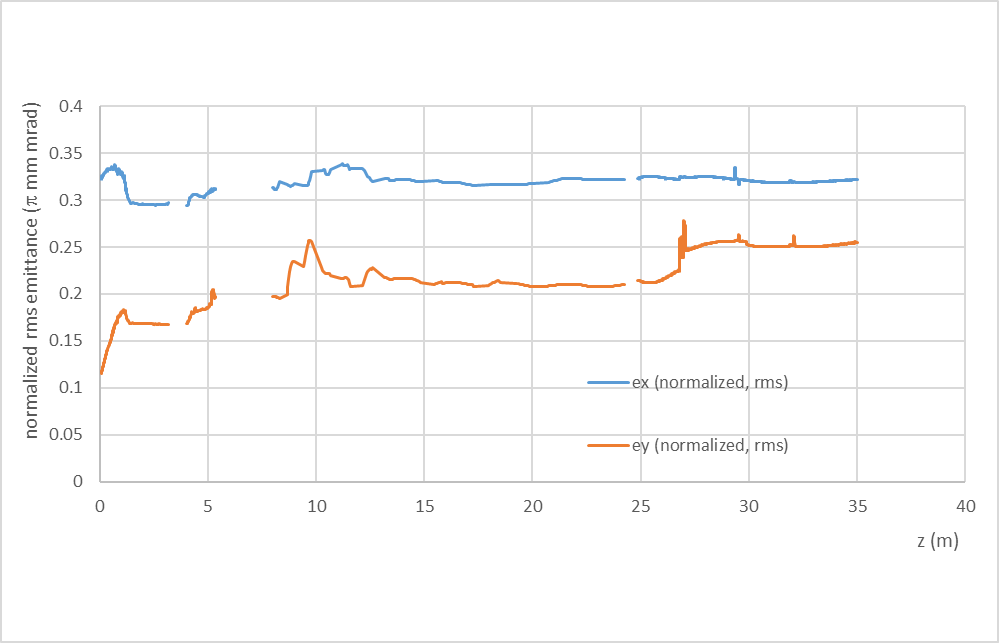 normalized rms emittance (π mm mrad)
0.4
0.35
0.3
0.25
0.2
0.15
0.1
0.05
0
ex (normalized, rms)
ey (normalized, rms)
0 5 10 15 20 25 30 35 40
z (m)